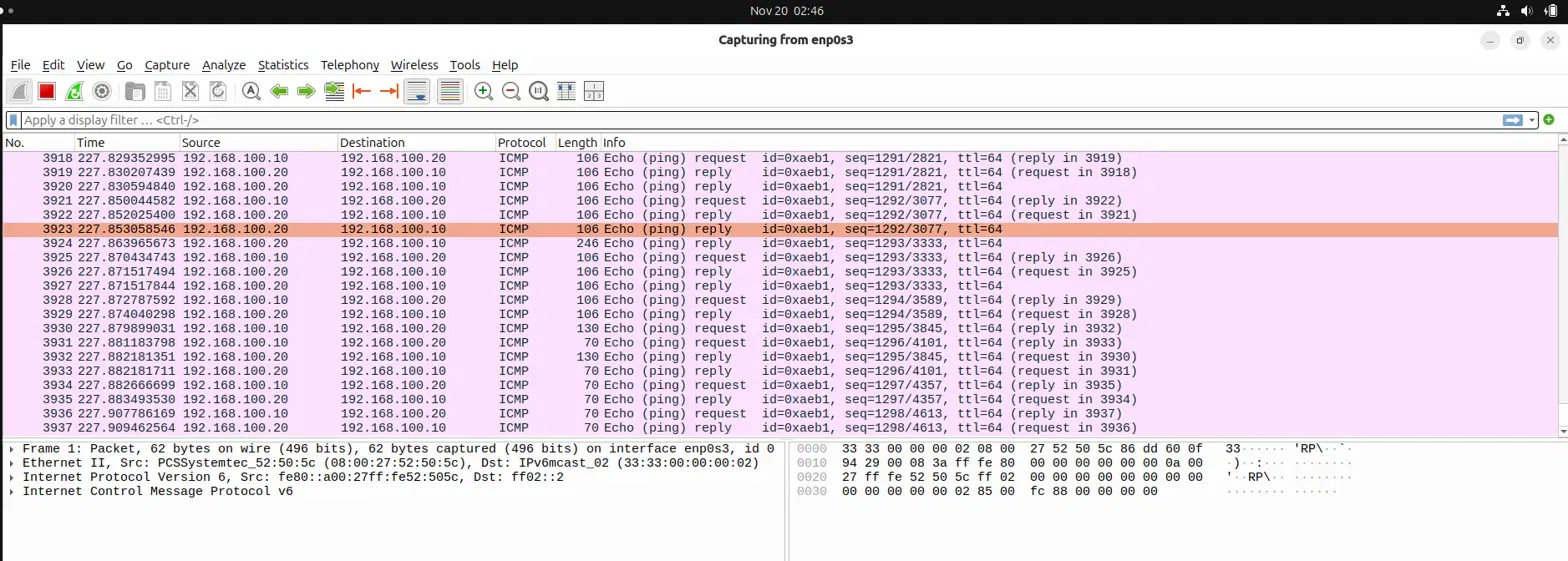 Nov 20 02:46
Capturing from enp0s3
File Edit View Go Capture Analyze Statistics Telephony Wireless Tools Help
Apply a display filter … <Ctrl-/>
No. Time Source Destination Protocol Length Info
3918 227.829352995 192.168.100.10 192.168.100.20 ICMP 106 Echo (ping) request id=0xaeb1, seq=1291/2821, ttl=64 (reply in 3919)
3919 227.830207439 192.168.100.20 192.168.100.10 ICMP 106 Echo (ping) reply id=0xaeb1, seq=1291/2821, ttl=64 (request in 3918)
3920 227.830594840 192.168.100.20 192.168.100.10 ICMP 106 Echo (ping) reply id=0xaeb1, seq=1291/2821, ttl=64
3921 227.850044582 192.168.100.10 192.168.100.20 ICMP 106 Echo (ping) request id=0xaeb1, seq=1292/3077, ttl=64 (reply in 3922)
3922 227.852025400 192.168.100.20 192.168.100.10 ICMP 106 Echo (ping) reply id=0xaeb1, seq=1292/3077, ttl=64 (request in 3921)
3923 227.853058546 192.168.100.20 192.168.100.10 ICMP 106 Echo (ping) reply id=0xaeb1, seq=1292/3077, ttl=64
3924 227.863965673 192.168.100.20 192.168.100.10 ICMP 246 Echo (ping) reply id=0xaeb1, seq=1293/3333, ttl=64
3925 227.870434743 192.168.100.10 192.168.100.20 ICMP 106 Echo (ping) request id=0xaeb1, seq=1293/3333, ttl=64 (reply in 3926)
3926 227.871517494 192.168.100.20 192.168.100.10 ICMP 106 Echo (ping) reply id=0xaeb1, seq=1293/3333, ttl=64 (request in 3925)
3927 227.871517844 192.168.100.20 192.168.100.10 ICMP 106 Echo (ping) reply id=0xaeb1, seq=1293/3333, ttl=64
3928 227.872787592 192.168.100.10 192.168.100.20 ICMP 106 Echo (ping) request id=0xaeb1, seq=1294/3589, ttl=64 (reply in 3929)
3929 227.874040298 192.168.100.20 192.168.100.10 ICMP 106 Echo (ping) reply id=0xaeb1, seq=1294/3589, ttl=64 (request in 3928)
3930 227.879899031 192.168.100.10 192.168.100.20 ICMP 130 Echo (ping) request id=0xaeb1, seq=1295/3845, ttl=64 (reply in 3932)
3931 227.881183798 192.168.100.10 192.168.100.20 ICMP 70 Echo (ping) request id=0xaeb1, seq=1296/4101, ttl=64 (reply in 3933)
3932 227.882181351 192.168.100.20 192.168.100.10 ICMP 130 Echo (ping) reply id=0xaeb1, seq=1295/3845, ttl=64 (request in 3930)
3933 227.882181711 192.168.100.20 192.168.100.10 ICMP 70 Echo (ping) reply id=0xaeb1, seq=1296/4101, ttl=64 (request in 3931)
3934 227.882666699 192.168.100.10 192.168.100.20 ICMP 70 Echo (ping) request id=0xaeb1, seq=1297/4357, ttl=64 (reply in 3935)
3935 227.883493530 192.168.100.20 192.168.100.10 ICMP 70 Echo (ping) reply id=0xaeb1, seq=1297/4357, ttl=64 (request in 3934)
3936 227.907786169 192.168.100.10 192.168.100.20 ICMP 70 Echo (ping) request id=0xaeb1, seq=1298/4613, ttl=64 (reply in 3937)
3937 227.909462564 192.168.100.20 192.168.100.10 ICMP 70 Echo (ping) reply id=0xaeb1, seq=1298/4613, ttl=64 (request in 3936)
Frame 1: Packet, 62 bytes on wire (496 bits), 62 bytes captured (496 bits) on interface enp0s3, id 0
Ethernet II, Src: PCSSystemtec_52:50:5c (08:00:27:52:50:5c), Dst: IPv6mcast_02 (33:33:00:00:00:02)
Internet Protocol Version 6, Src: fe80::a00:27ff:fe52:505c, Dst: ff02::2
Internet Control Message Protocol v6
0000 33 33 00 00 00 02 08 00 27 52 50 5c 86 dd 60 0f 33······ 'RP\··`·
0010 94 29 00 08 3a ff fe 80 00 00 00 00 00 00 0a 00 ·)··:··· ········
0020 27 ff fe 52 50 5c ff 02 00 00 00 00 00 00 00 00 '··RP\·· ········
0030 00 00 00 00 00 02 85 00 fc 88 00 00 00 00 ········ ······